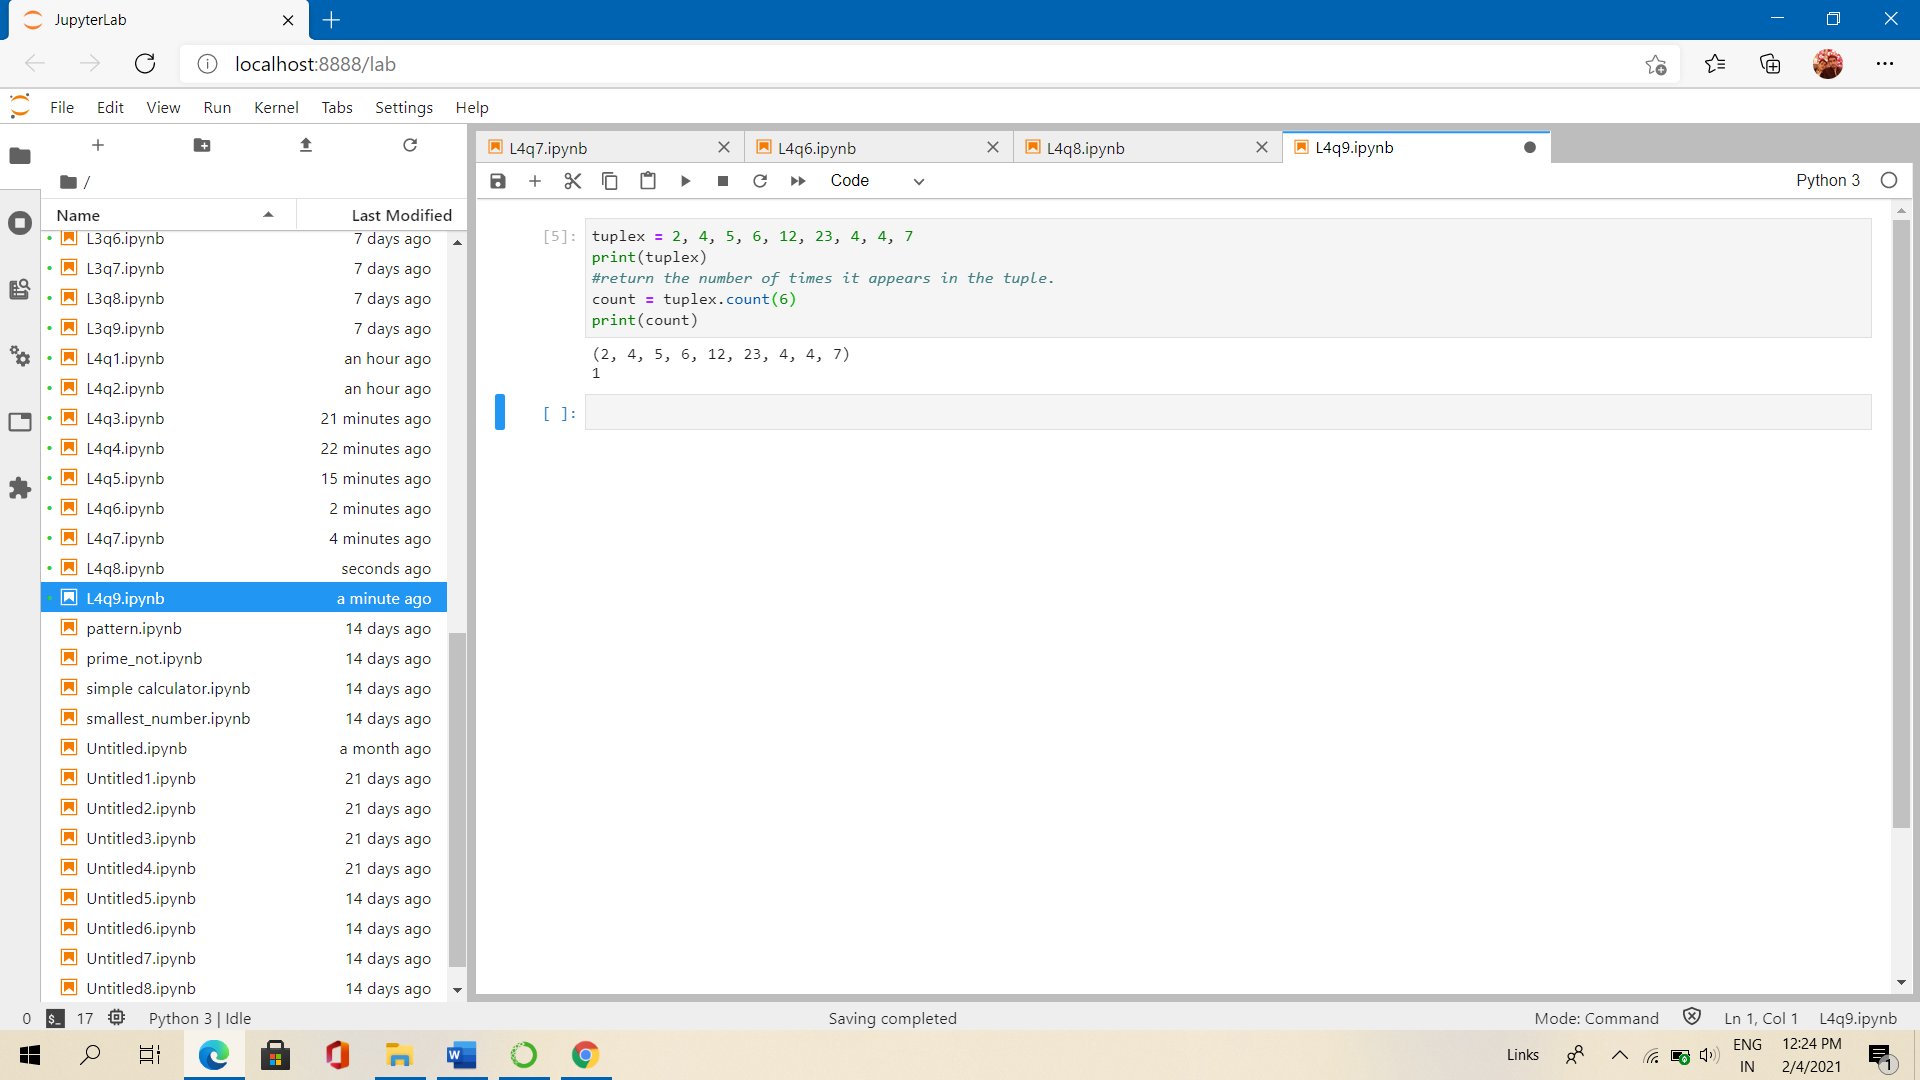 JupyterLab
localhost:8888/lab
File Edit View Run Kernel Tabs Settings Help
/
Name Last Modified
L3q6.ipynb 7 days ago
L3q7.ipynb 7 days ago
L3q8.ipynb 7 days ago
L3q9.ipynb 7 days ago
L4q1.ipynb an hour ago
L4q2.ipynb an hour ago
L4q3.ipynb 21 minutes ago
L4q4.ipynb 22 minutes ago
L4q5.ipynb 15 minutes ago
L4q6.ipynb 2 minutes ago
L4q7.ipynb 4 minutes ago
L4q8.ipynb seconds ago
L4q9.ipynb a minute ago
pattern.ipynb 14 days ago
prime_not.ipynb 14 days ago
simple calculator.ipynb 14 days ago
smallest_number.ipynb 14 days ago
Untitled.ipynb a month ago
Untitled1.ipynb 21 days ago
Untitled2.ipynb 21 days ago
Untitled3.ipynb 21 days ago
Untitled4.ipynb 21 days ago
Untitled5.ipynb 14 days ago
Untitled6.ipynb 14 days ago
Untitled7.ipynb 14 days ago
Untitled8.ipynb 14 days ago
L4q7.ipynb L4q6.ipynb L4q8.ipynb L4q9.ipynb
Code Python 3
[5]: tuplex = 2, 4, 5, 6, 12, 23, 4, 4, 7
print(tuplex)
#return the number of times it appears in the tuple.
count = tuplex.count(6)
print(count)
(2, 4, 5, 6, 12, 23, 4, 4, 7)
1
[ ]:
0 $_ 17 Python 3 | Idle Saving completed Mode: Command Ln 1, Col 1 L4q9.ipynb
Links ENG 12:24 PM
IN 2/4/2021 1